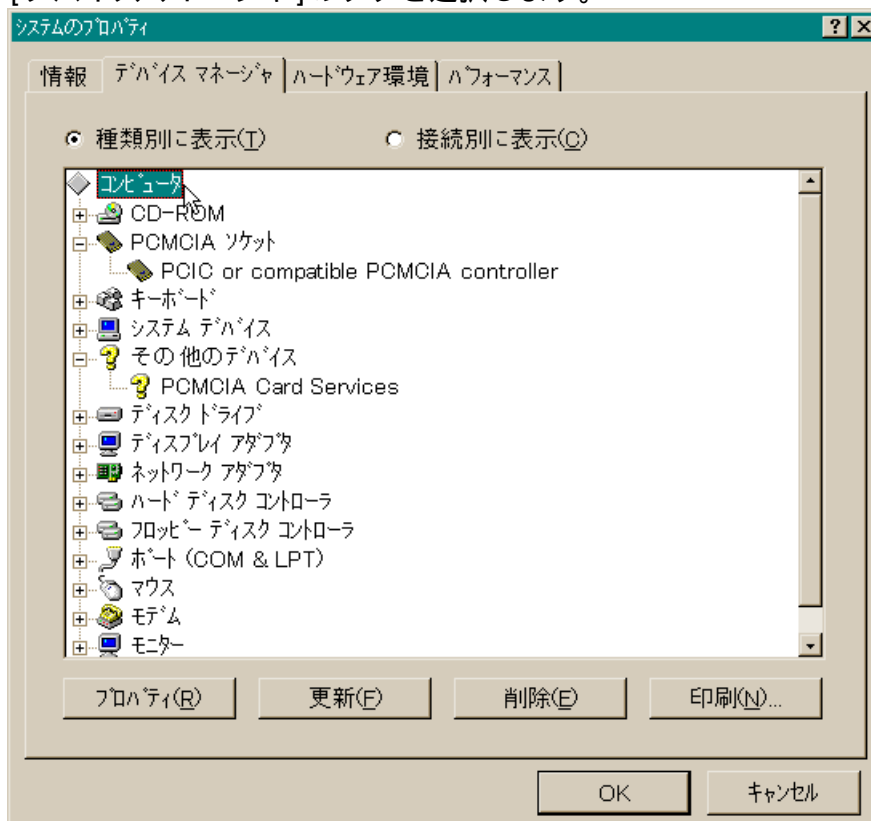 のタブを選択します。
ｼｽﾃﾑのﾌﾟﾛﾊﾟﾃｨ
情報 ﾃﾞﾊﾞｲｽ ﾏﾈｰｼﾞｬ ﾊｰﾄﾞｳｪｱ環境 ﾊﾟﾌｫｰﾏﾝｽ
種類別に表示(T) 接続別に表示(C)
ｺﾝﾋﾟｭｰﾀ
CD-ROM
PCMCIA ｿｹｯﾄ
PCIC or compatible PCMCIA controller
ｷｰﾎﾞｰﾄﾞ
ｼｽﾃﾑ ﾃﾞﾊﾞｲｽ
その他のﾃﾞﾊﾞｲｽ
PCMCIA Card Services
ﾃﾞｨｽｸ ﾄﾞﾗｲﾌﾞ
ﾃﾞｨｽﾌﾟﾚｲ ｱﾀﾞﾌﾟﾀ
ﾈｯﾄﾜｰｸ ｱﾀﾞﾌﾟﾀ
ﾊｰﾄﾞ ﾃﾞｨｽｸ ｺﾝﾄﾛｰﾗ
ﾌﾛｯﾋﾟｰ ﾃﾞｨｽｸ ｺﾝﾄﾛｰﾗ
ﾎﾟｰﾄ (COM & LPT)
ﾏｳｽ
ﾓﾃﾞﾑ
ﾓﾆﾀｰ
ﾌﾟﾛﾊﾟﾃｨ(R) 更新(F) 削除(E) 印刷(N)...
OK ｷｬﾝｾﾙ